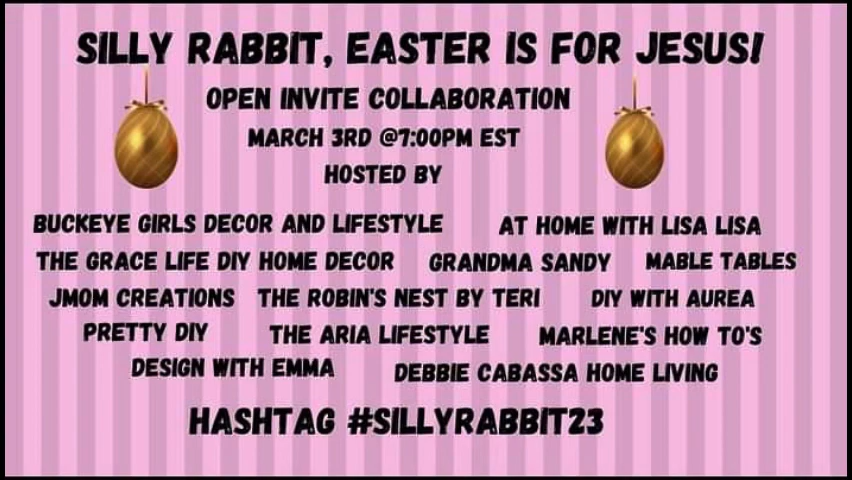 SILLY RABBIT, EASTER IS FOR JESUS!
OPEN INVITE COLLABORATION
MARCH 3RD @7:00PM EST
HOSTED BY
BUCKEYE GIRLS DECOR AND LIFESTYLE AT HOME WITH LISA LISA
THE GRACE LIFE DIY HOME DECOR GRANDMA SANDY MABLE TABLES
JMOM CREATIONS THE ROBIN'S NEST BY TERI DIY WITH AUREA
PRETTY DIY THE ARIA LIFESTYLE MARLENE'S HOW TO'S
DESIGN WITH EMMA DEBBIE CABASSA HOME LIVING
HASHTAG #SILLYRABBIT23